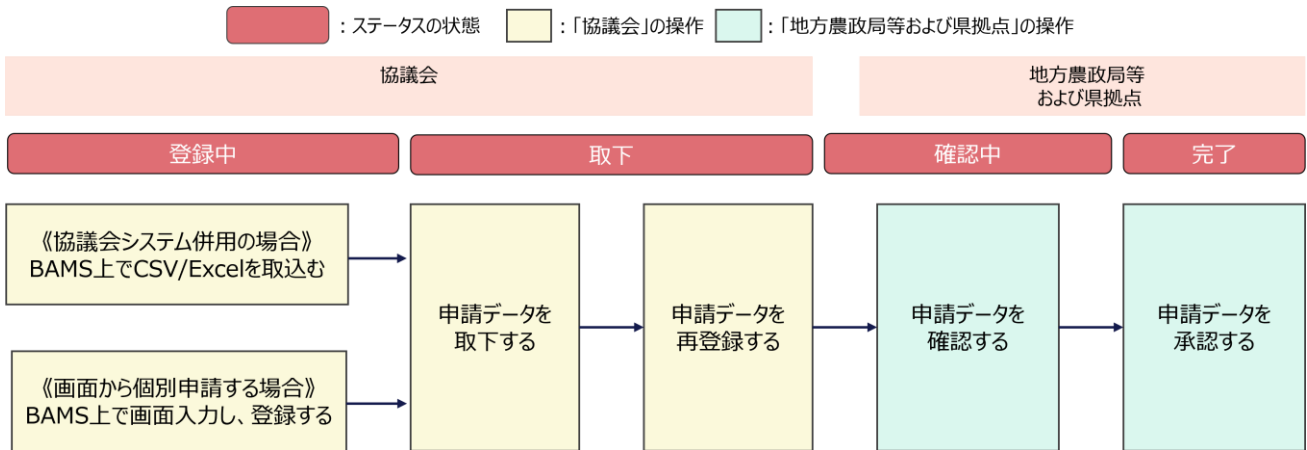 ：ステータスの状態
：「協議会」の操作
：「地方農政局等および県拠点」の操作
協議会
地方農政局等
および県拠点
登録中
取下
確認中
完了
《協議会システム併用の場合》
BAMS上でCSV/Excelを取込む
《画面から個別申請する場合》
BAMS上で画面入力し、登録する
申請データを
取下する
申請データを
再登録する
申請データを
確認する
申請データを
承認する